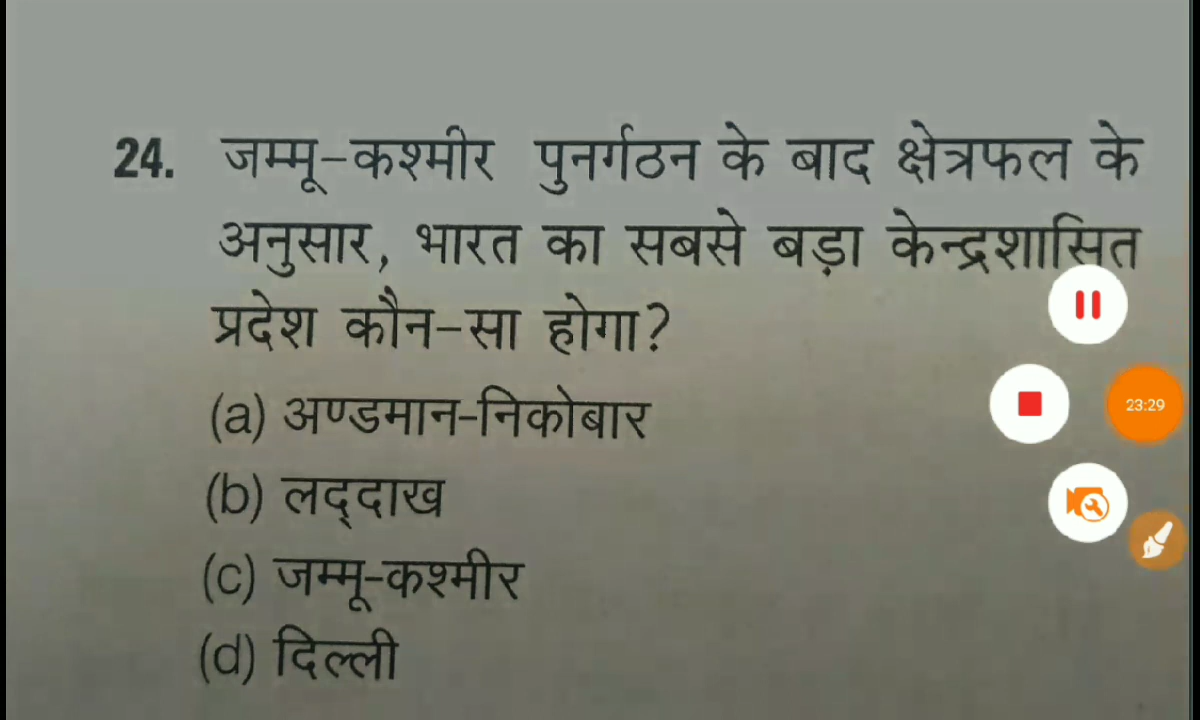 24. जम्मू-कश्मीर पुनर्गठन के बाद क्षेत्रफल के
अनुसार, भारत का सबसे बड़ा केन्द्रशासित
प्रदेश कौन-सा होगा?
(a) अण्डमान-निकोबार
(b) लद्दाख
(c) जम्मू-कश्मीर
(d) दिल्ली
23:29